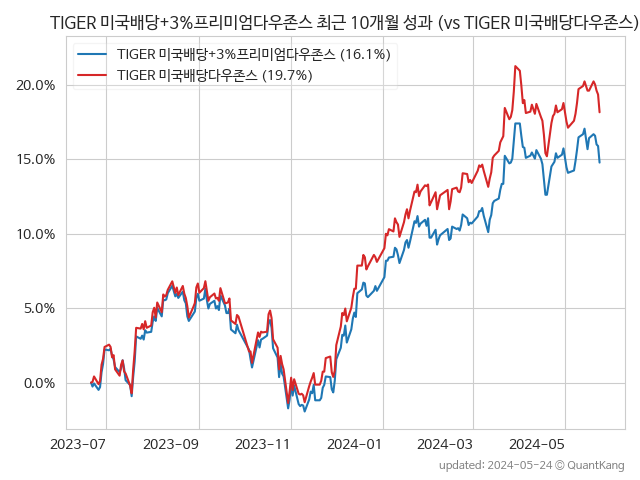 TIGER 미국배당+3%프리미엄다우존스 최근 10개월 성과 (vs TIGER 미국배당다우존스)
TIGER 미국배당+3%프리미엄다우존스 (16.1%)
TIGER 미국배당다우존스 (19.7%)
20.0%
15.0%
10.0%
5.0%
0.0%
2023-07 2023-09 2023-11 2024-01 2024-03 2024-05
updated: 2024-05-24 © QuantKang